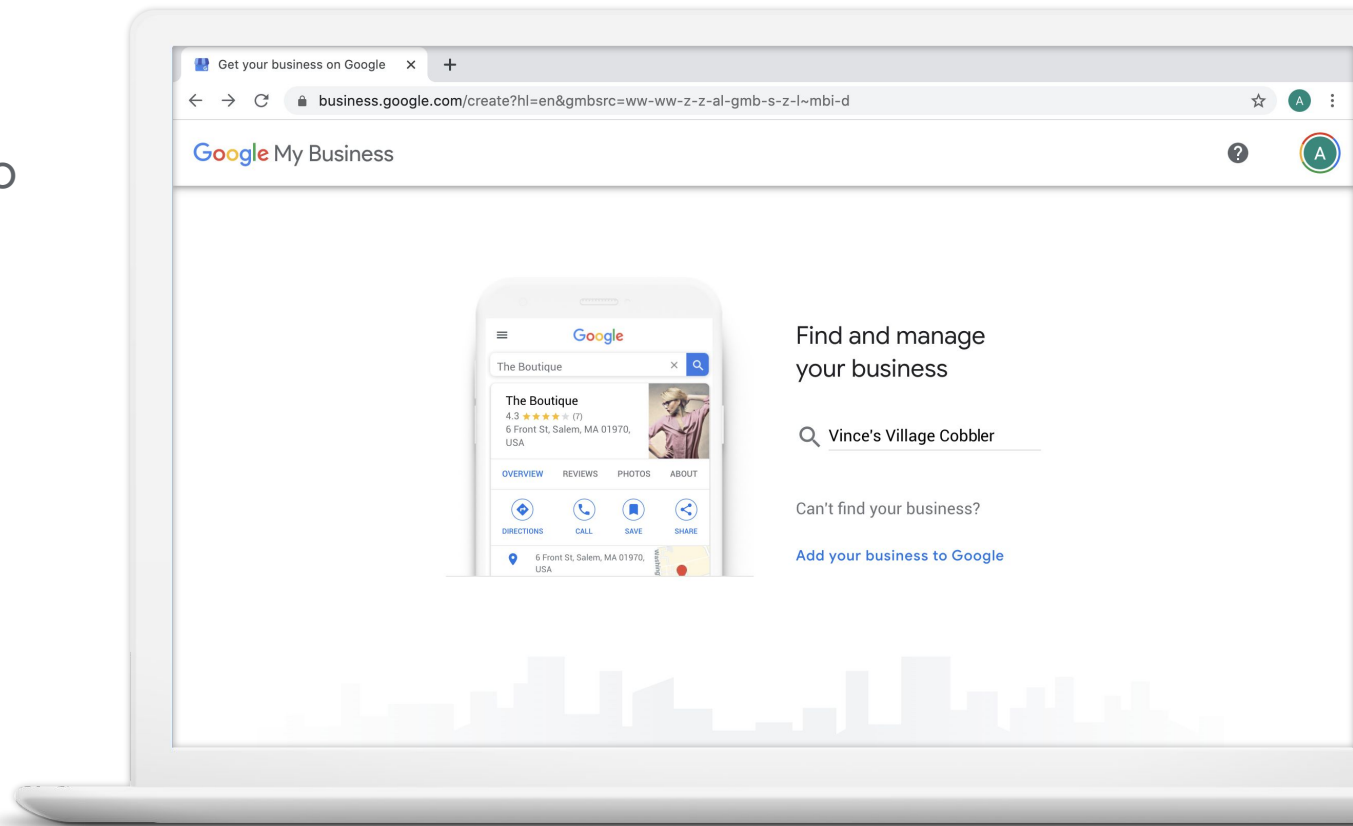 Get your business on Google
business.google.com/create?hl=en&gmbsrc=ww-ww-z-z-al-gmb-s-z-l~mbi-d
A
Google My Business
A
Google
The Boutique
The Boutique
4.3 ★★★★★ (7)
6 Front St, Salem, MA 01970,
USA
OVERVIEW REVIEWS PHOTOS ABOUT
DIRECTIONS CALL SAVE SHARE
6 Front St, Salem, MA 01970,
USA
Find and manage
your business
Vince's Village Cobbler
Can't find your business?
Add your business to Google